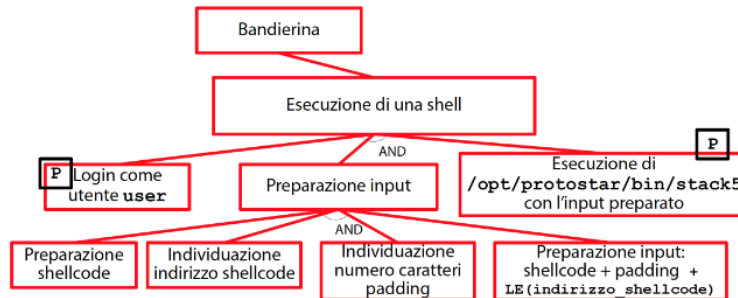 Bandierina
Esecuzione di una shell
AND
P
P
Login come
utente user
Preparazione input
Esecuzione di
/opt/protostar/bin/stack5
con l'input preparato
AND
Preparazione
shellcode
Individuazione
indirizzo shellcode
Individuazione
numero caratteri
padding
Preparazione input:
shellcode + padding +
LE(indirizzo_shellcode)